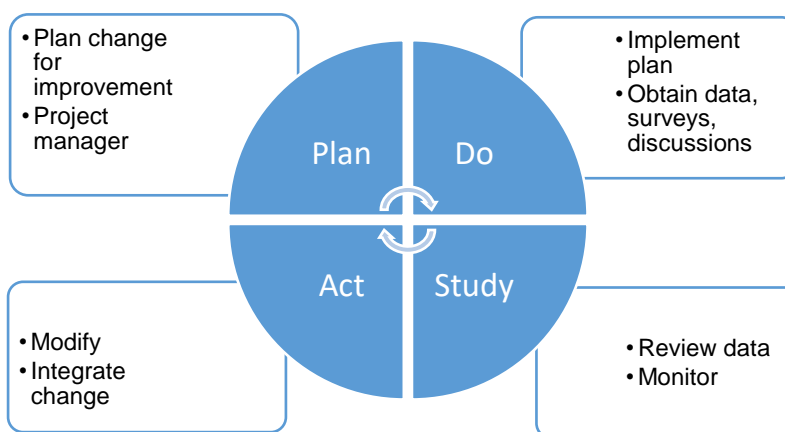 • Plan change
for
improvement
• Project
manager
• Implement
plan
• Obtain data,
surveys,
discussions
Plan
Do
Act
Study
• Modify
• Integrate
change
• Review data
• Monitor